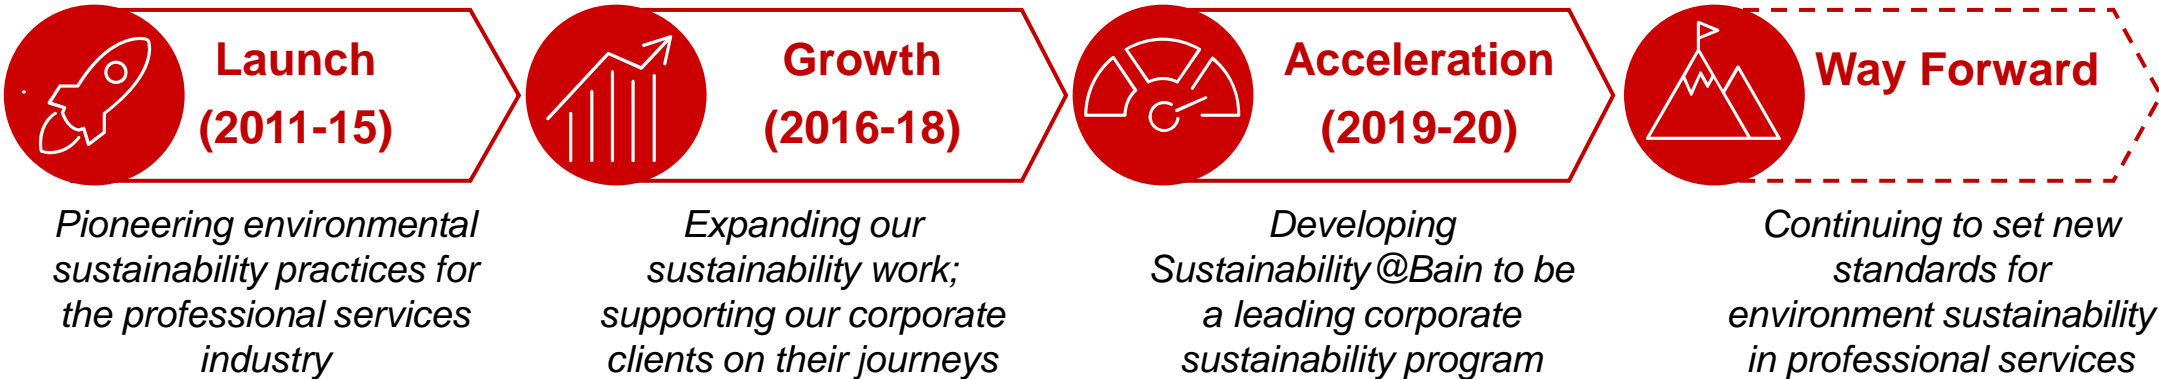 Launch
(2011-15)
Pioneering environmental
sustainability practices for
the professional services
industry
Growth
(2016-18)
Expanding our
sustainability work;
supporting our corporate
clients on their journeys
Acceleration
(2019-20)
Developing
Sustainability@Bain to be
a leading corporate
sustainability program
Way Forward
Continuing to set new
standards for
environment sustainability
in professional services